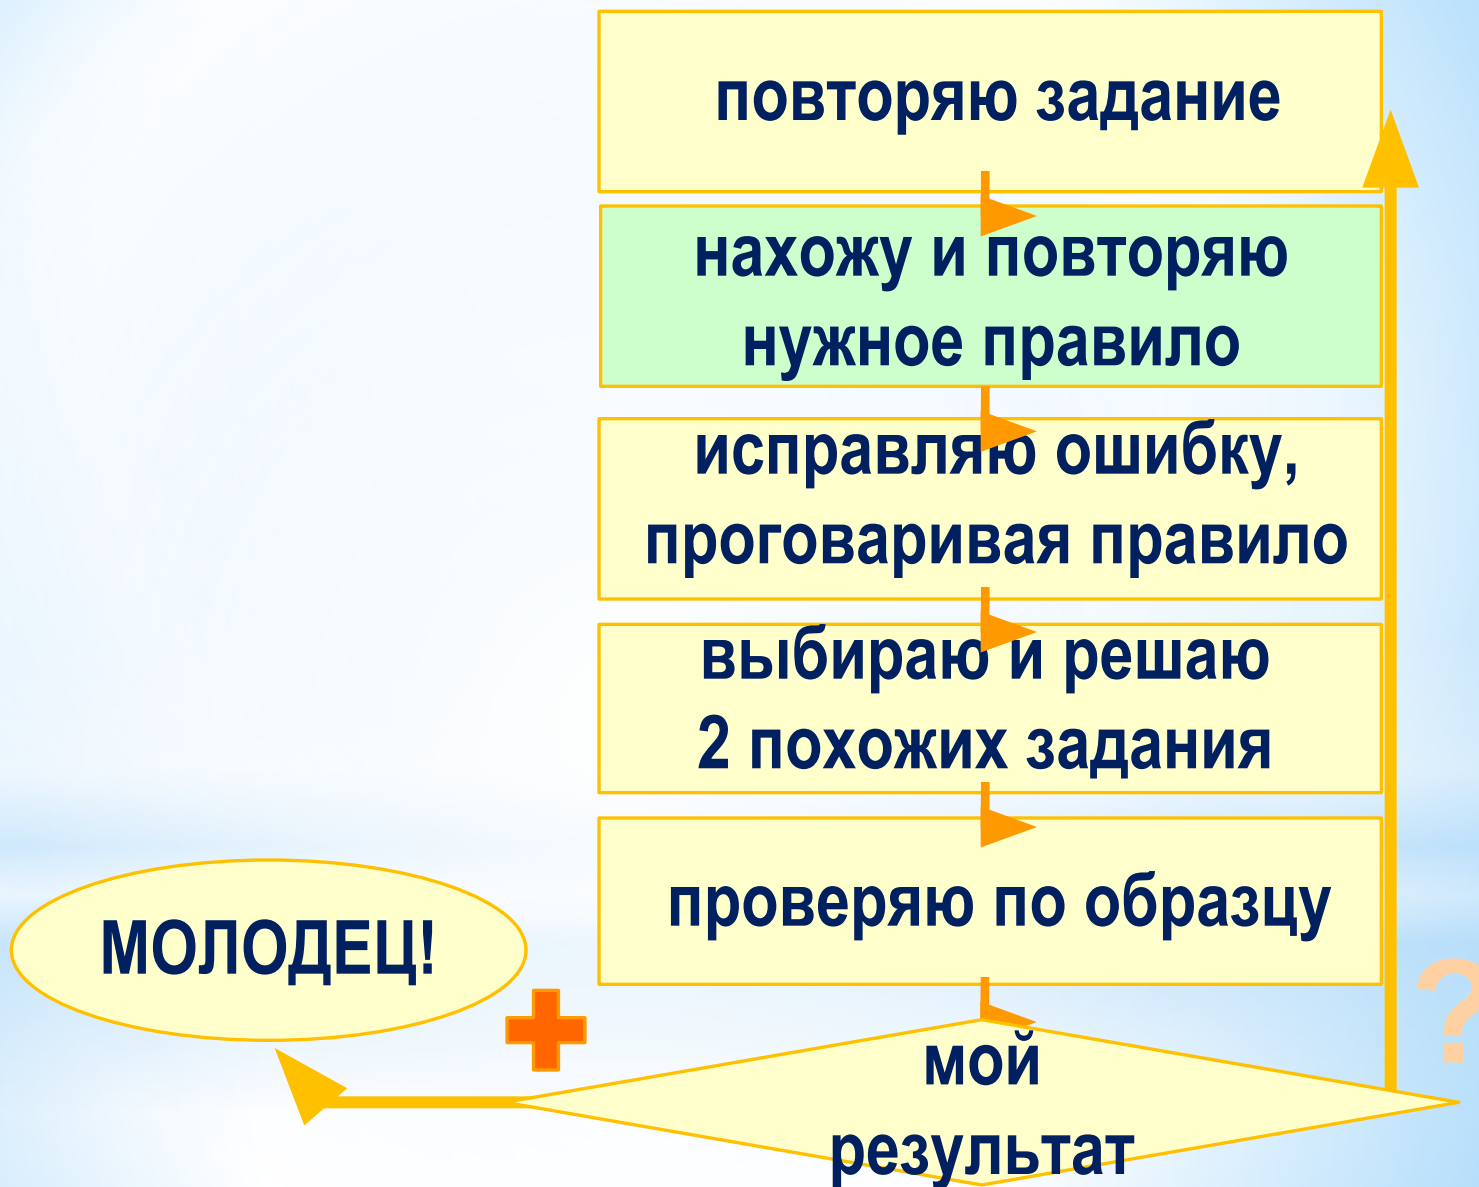 повторяю задание
нахожу и повторяю
нужное правило
исправляю ошибку,
проговаривая правило
выбираю и решаю
2 похожих задания
проверяю по образцу
МОЛОДЕЦ!
?
мой
результат